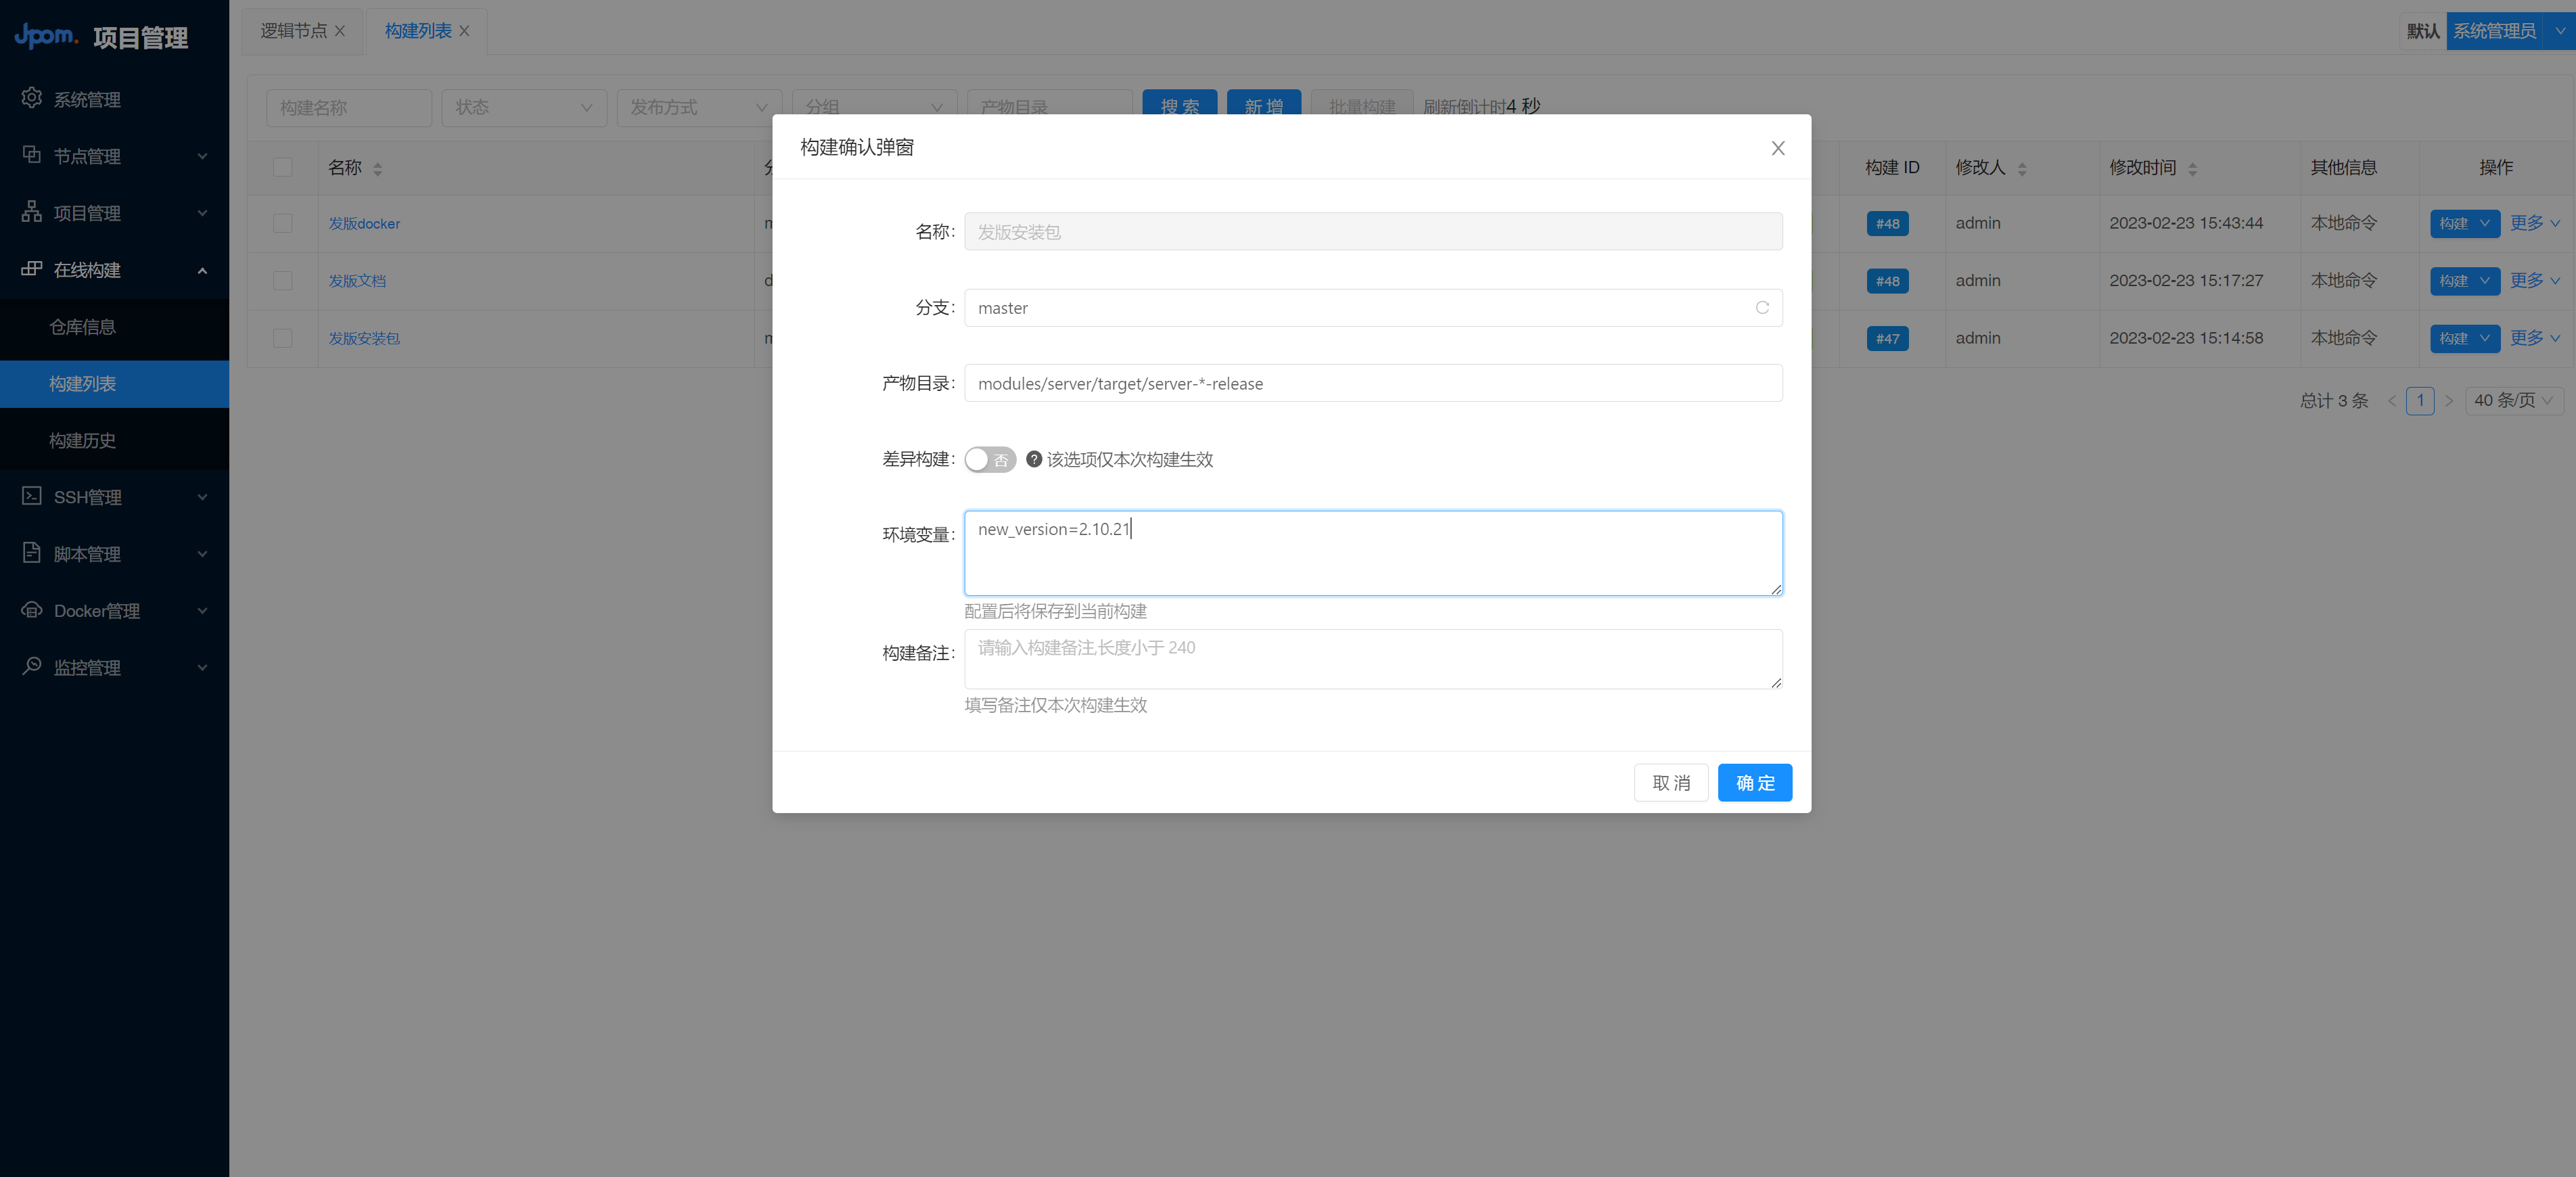 Jpom. 项目管理
系统管理
节点管理
项目管理
在线构建
仓库信息
构建列表
构建历史
SSH管理
脚本管理
Docker管理
监控管理
逻辑节点
构建列表
默认
系统管理员
构建名称
状态
发布方式
分组
产物目录
搜 索
新 增
批量构建
刷新倒计时4 秒
名称
构建 ID
修改人
修改时间
其他信息
操作
发版docker
#48
admin
2023-02-23 15:43:44
本地命令
构建
更多
发版文档
#48
admin
2023-02-23 15:17:27
本地命令
构建
更多
发版安装包
#47
admin
2023-02-23 15:14:58
本地命令
构建
更多
总计 3 条
1
40 条/页
构建确认弹窗
名称:
发版安装包
分支:
master
产物目录:
modules/server/target/server-*-release
差异构建:
否
该选项仅本次构建生效
环境变量:
new_version=2.10.21
配置后将保存到当前构建
构建备注:
请输入构建备注,长度小于 240
填写备注仅本次构建生效
取 消
确 定